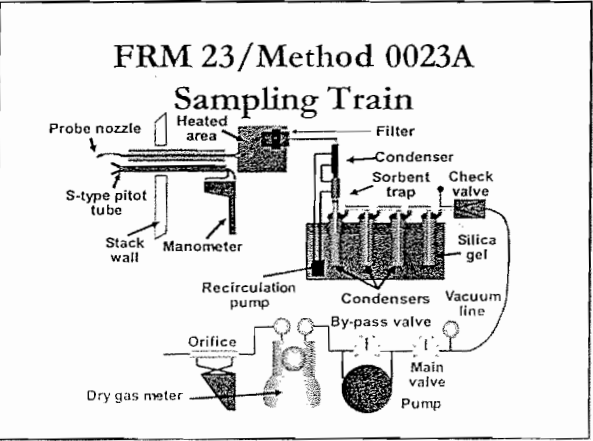 FRM 23/Method 0023A
Sampling Train
Probe nozzle
Heated
area
Filter
Condenser
Sorbent
trap
Check
valve
S-type pitot
tube
Stack
wall
Manometer
Silica
gel
Recirculation
pump
Condensers
Vacuum
line
By-pass valve
Orifice
Main
valve
Dry gas meter
Pump